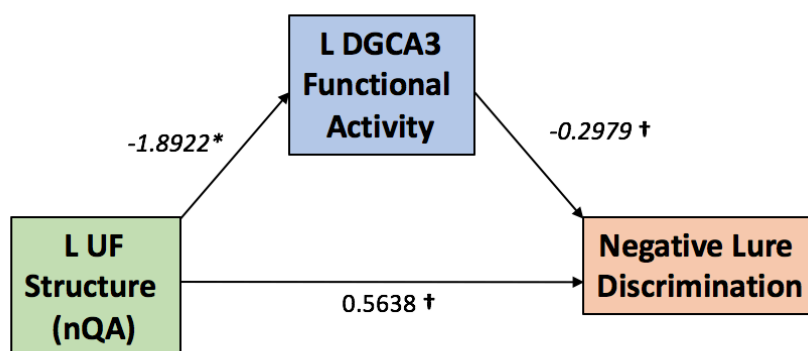 L DGCA3
Functional
Activity
-1.8922*
-0.2979 †
L UF
Structure
(nQA)
0.5638 †
Negative Lure
Discrimination